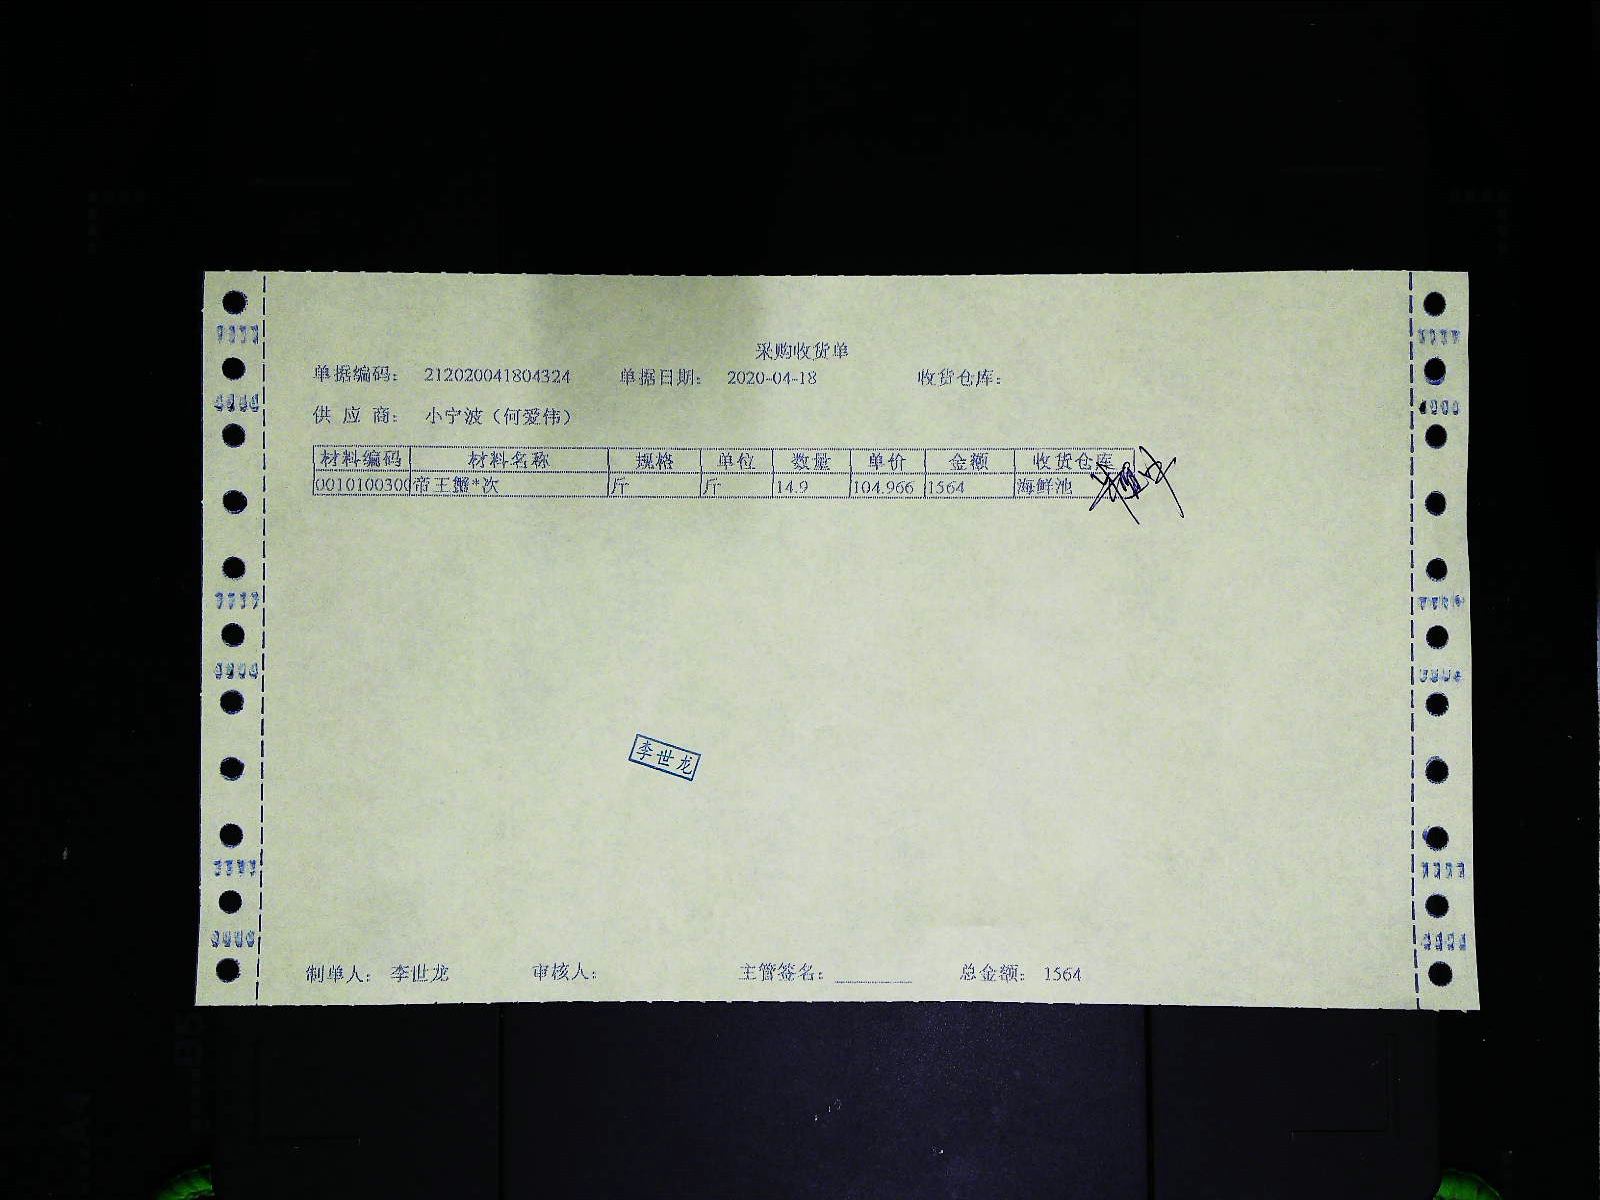 采购收货单
单据编码： 212020041804324 单据日期： 2020-04-18 收货仓库：
供 应 商： 小宁波（何爱伟）
材料编码 材料名称 规格 单位 数量 单价 金额 收货仓库
0010100300 帝王蟹*次 斤 斤 14.9 104.966 1564 海鲜池
李世龙
制单人： 李世龙 审核人： 主管签名： 总金额： 1564